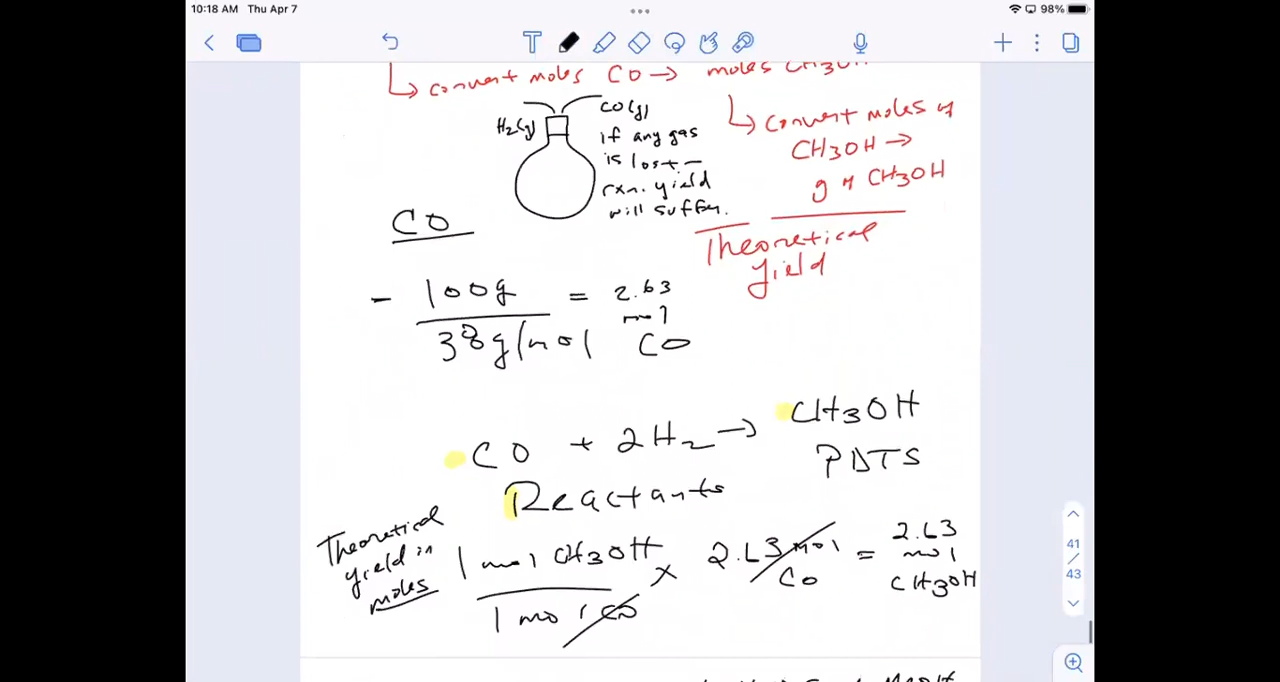 10:18 AM Thu Apr 7
98%
T
convert moles CO → moles CH3OH
H2(g)
CO(g)
if any gas
is lost -
rxn. yield
will suffer.
convert moles of
CH3OH →
g of CH3OH
Theoretical
yield
CO
- 100g = 2.63
38g/mol mol
CO
CO + 2H2 → CH3OH
PDTS
Reactants
Theoretical
yield in
moles
1 mol CH3OH × 2.63 mol = 2.63
1 mol CO CO mol
CH3OH
41
/
43